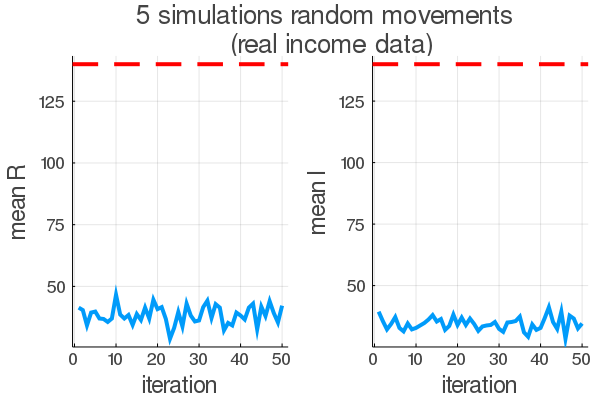 5 simulations random movements
(real income data)
mean R
125
100
75
50
0 10 20 30 40 50
iteration
mean I
125
100
75
50
0 10 20 30 40 50
iteration